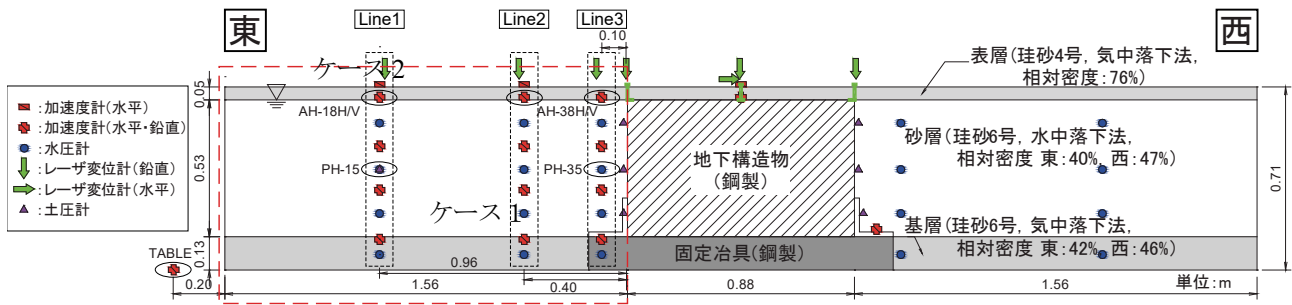 東
Line1
Line2
Line3
西
0.10
ケース2
表層(珪砂4号, 気中落下法,
相対密度:76%)
0.05
:加速度計(水平)
:加速度計(水平・鉛直)
:水圧計
:レーザ変位計(鉛直)
:レーザ変位計(水平)
:土圧計
AH-18H/V
AH-38H/V
砂層(珪砂6号, 水中落下法,
相対密度 東:40%, 西:47%)
0.53
PH-15
PH-35
地下構造物
(鋼製)
0.71
ケース1
基層(珪砂6号, 気中落下法,
相対密度 東:42%, 西:46%)
TABLE
0.13
固定冶具(鋼製)
0.96
0.20
1.56
0.40
0.88
1.56
単位:m